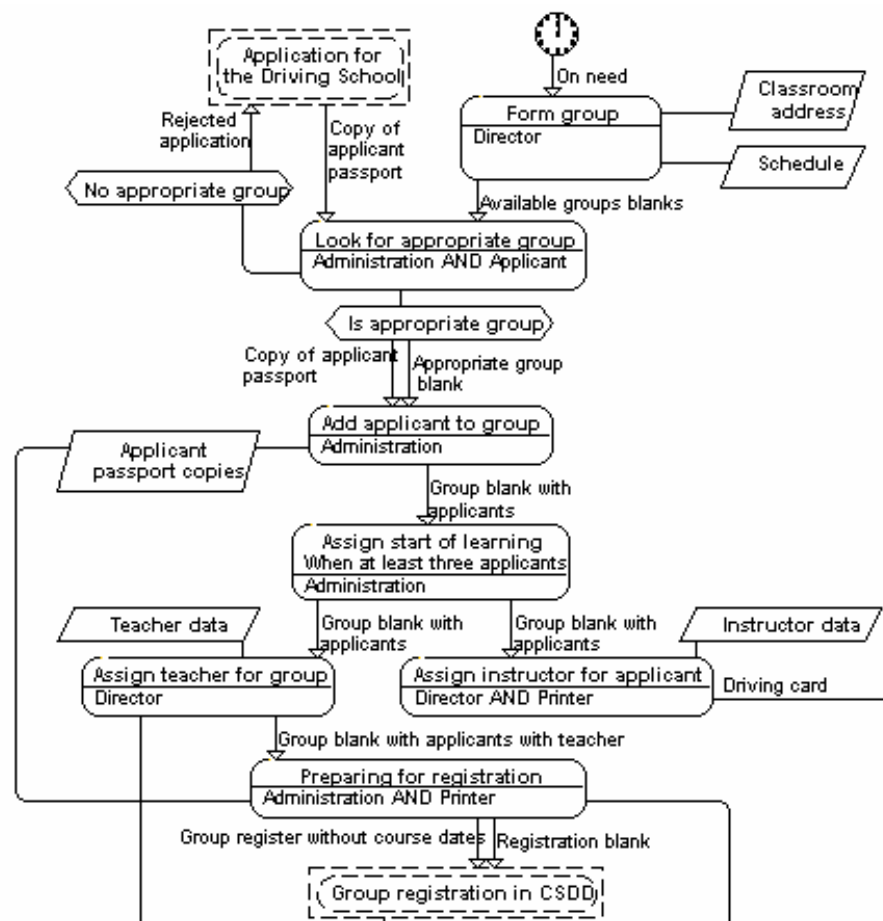 Application for
the Driving School
On need
Classroom
address
Form group
Director
Rejected
application
Copy of
applicant
passport
Schedule
No appropriate group
Available groups blanks
Look for appropriate group
Administration AND Applicant
Is appropriate group
Copy of applicant
passport
Appropriate group
blank
Add applicant to group
Administration
Applicant
passport copies
Group blank with
applicants
Assign start of learning
When at least three applicants
Administration
Teacher data
Group blank with
applicants
Group blank with
applicants
Instructor data
Assign teacher for group
Director
Assign instructor for applicant
Director AND Printer
Driving card
Group blank with applicants with teacher
Preparing for registration
Administration AND Printer
Group register without course dates
Registration blank
Group registration in CSDD